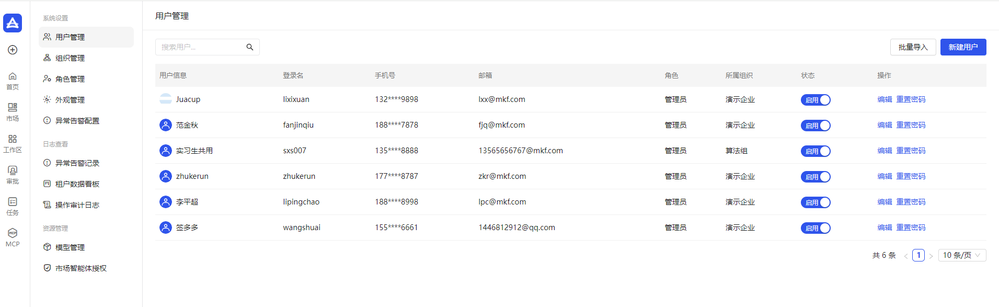 首页
市场
工作区
审批
任务
MCP
系统设置
用户管理
组织管理
角色管理
外观管理
异常告警配置
日志查看
异常告警记录
租户数据看板
操作审计日志
资源管理
模型管理
市场智能体授权
用户管理
搜索用户...
批量导入 新建用户
用户信息 登录名 手机号 邮箱 角色 所属组织 状态 操作
Juacup lixixuan 132****9898 lxx@mkf.com 管理员 演示企业 启用 编辑 重置密码
范金秋 fanjinqiu 188****7878 fjq@mkf.com 管理员 演示企业 启用 编辑 重置密码
实习生共用 sxs007 135****8888 13565656767@mkf.com 管理员 算法组 启用 编辑 重置密码
zhukerun zhukerun 177****8787 zkr@mkf.com 管理员 演示企业 启用 编辑 重置密码
李平超 lipingchao 188****8998 lpc@mkf.com 管理员 演示企业 启用 编辑 重置密码
签多多 wangshuai 155****6661 1446812912@qq.com 管理员 演示企业 启用 编辑 重置密码
共 6 条 < 1 > 10 条/页